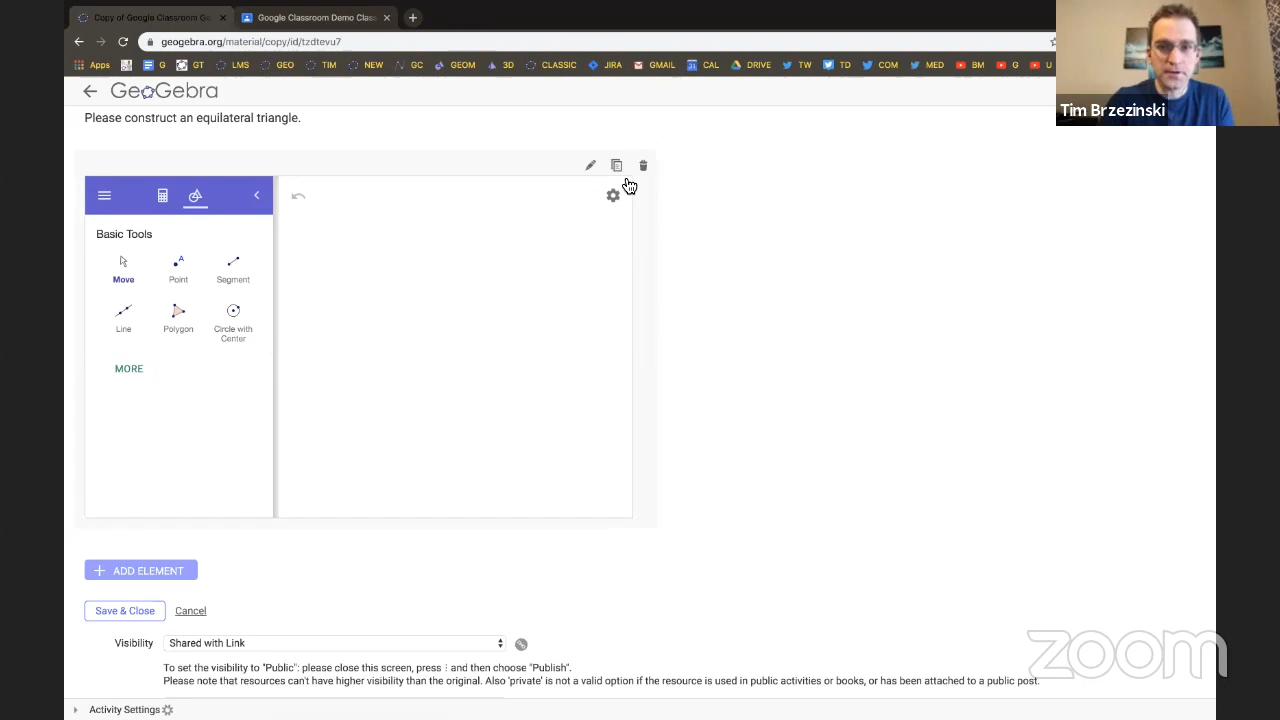 Copy of Google Classroom Ge
Google Classroom Demo Class
geogebra.org/material/copy/id/tzdtevu7
Apps G GT LMS GEO TIM NEW GC GEOM 3D CLASSIC JIRA GMAIL CAL DRIVE TW TD COM MED BM G U
GeoGebra
Tim Brzezinski
Please construct an equilateral triangle.
Basic Tools
A
Move Point Segment
Line Polygon Circle with
Center
MORE
+ ADD ELEMENT
Save & Close Cancel
Visibility Shared with Link
To set the visibility to "Public": please close this screen, press ⋮ and then choose "Publish".
Please note that resources can't have higher visibility than the original. Also 'private' is not a valid option if the resource is used in public activities or books, or has been attached to a public post.
Activity Settings
zoom